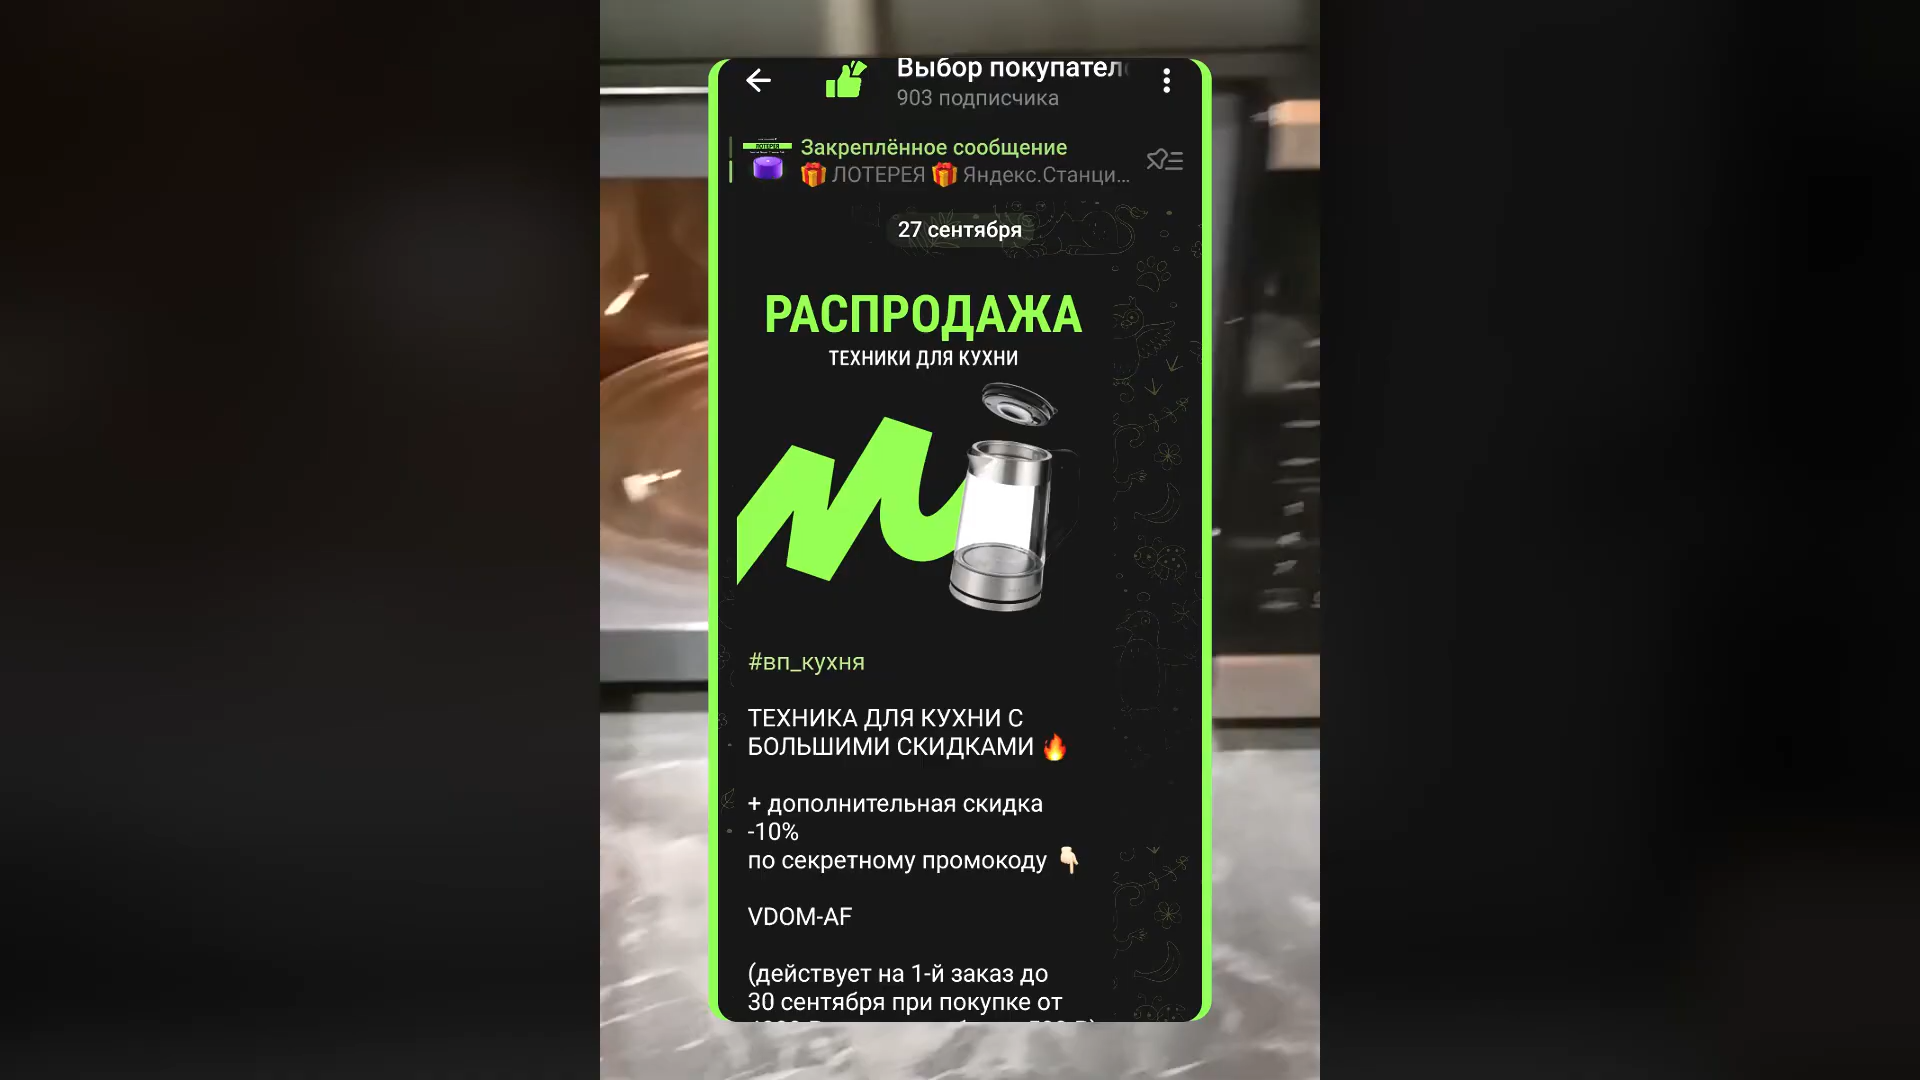 Выбор покупател
903 подписчика
Закреплённое сообщение
🎁 ЛОТЕРЕЯ 🎁 Яндекс.Станци...
27 сентября
РАСПРОДАЖА
ТЕХНИКИ ДЛЯ КУХНИ
#вп_кухня
ТЕХНИКА ДЛЯ КУХНИ С
БОЛЬШИМИ СКИДКАМИ 🔥
+ дополнительная скидка
-10%
по секретному промокоду 👇🏻
VDOM-AF
(действует на 1-й заказ до
30 сентября при покупке от